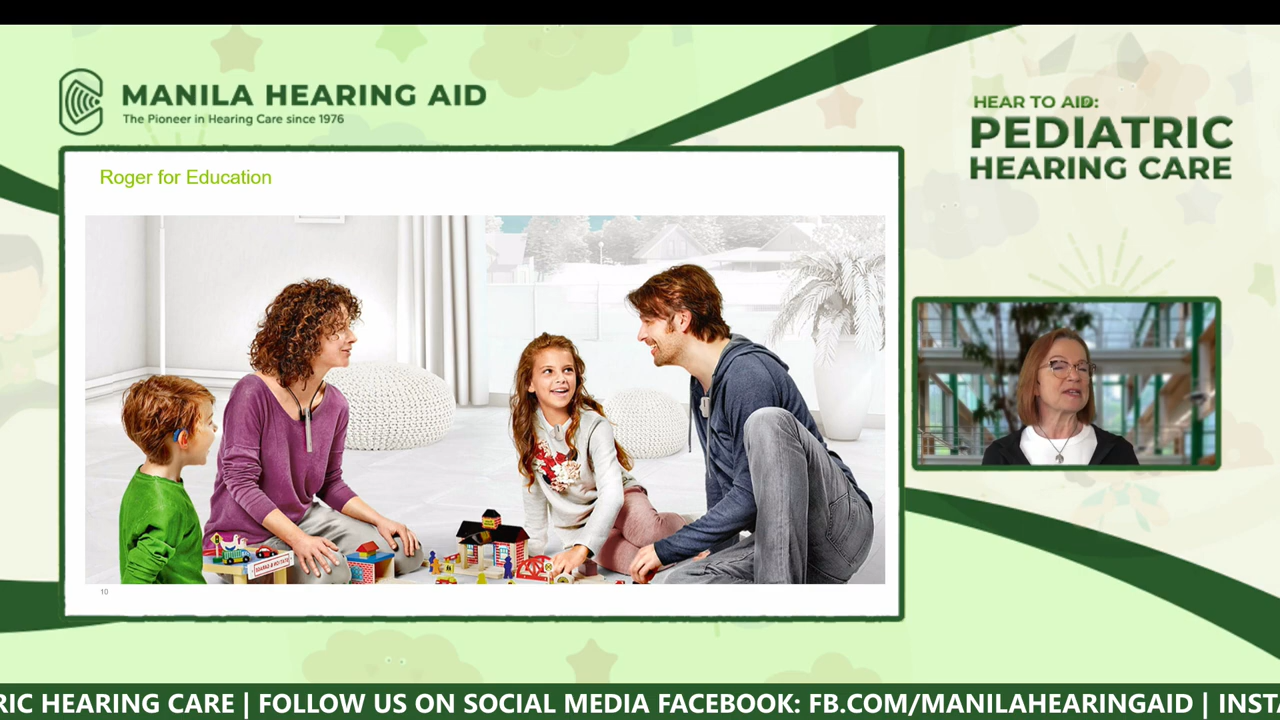 MANILA HEARING AID
The Pioneer in Hearing Care since 1976
HEAR TO AID:
PEDIATRIC
HEARING CARE
Roger for Education
10
RIC HEARING CARE | FOLLOW US ON SOCIAL MEDIA FACEBOOK: FB.COM/MANILAHEARINGAID | INST